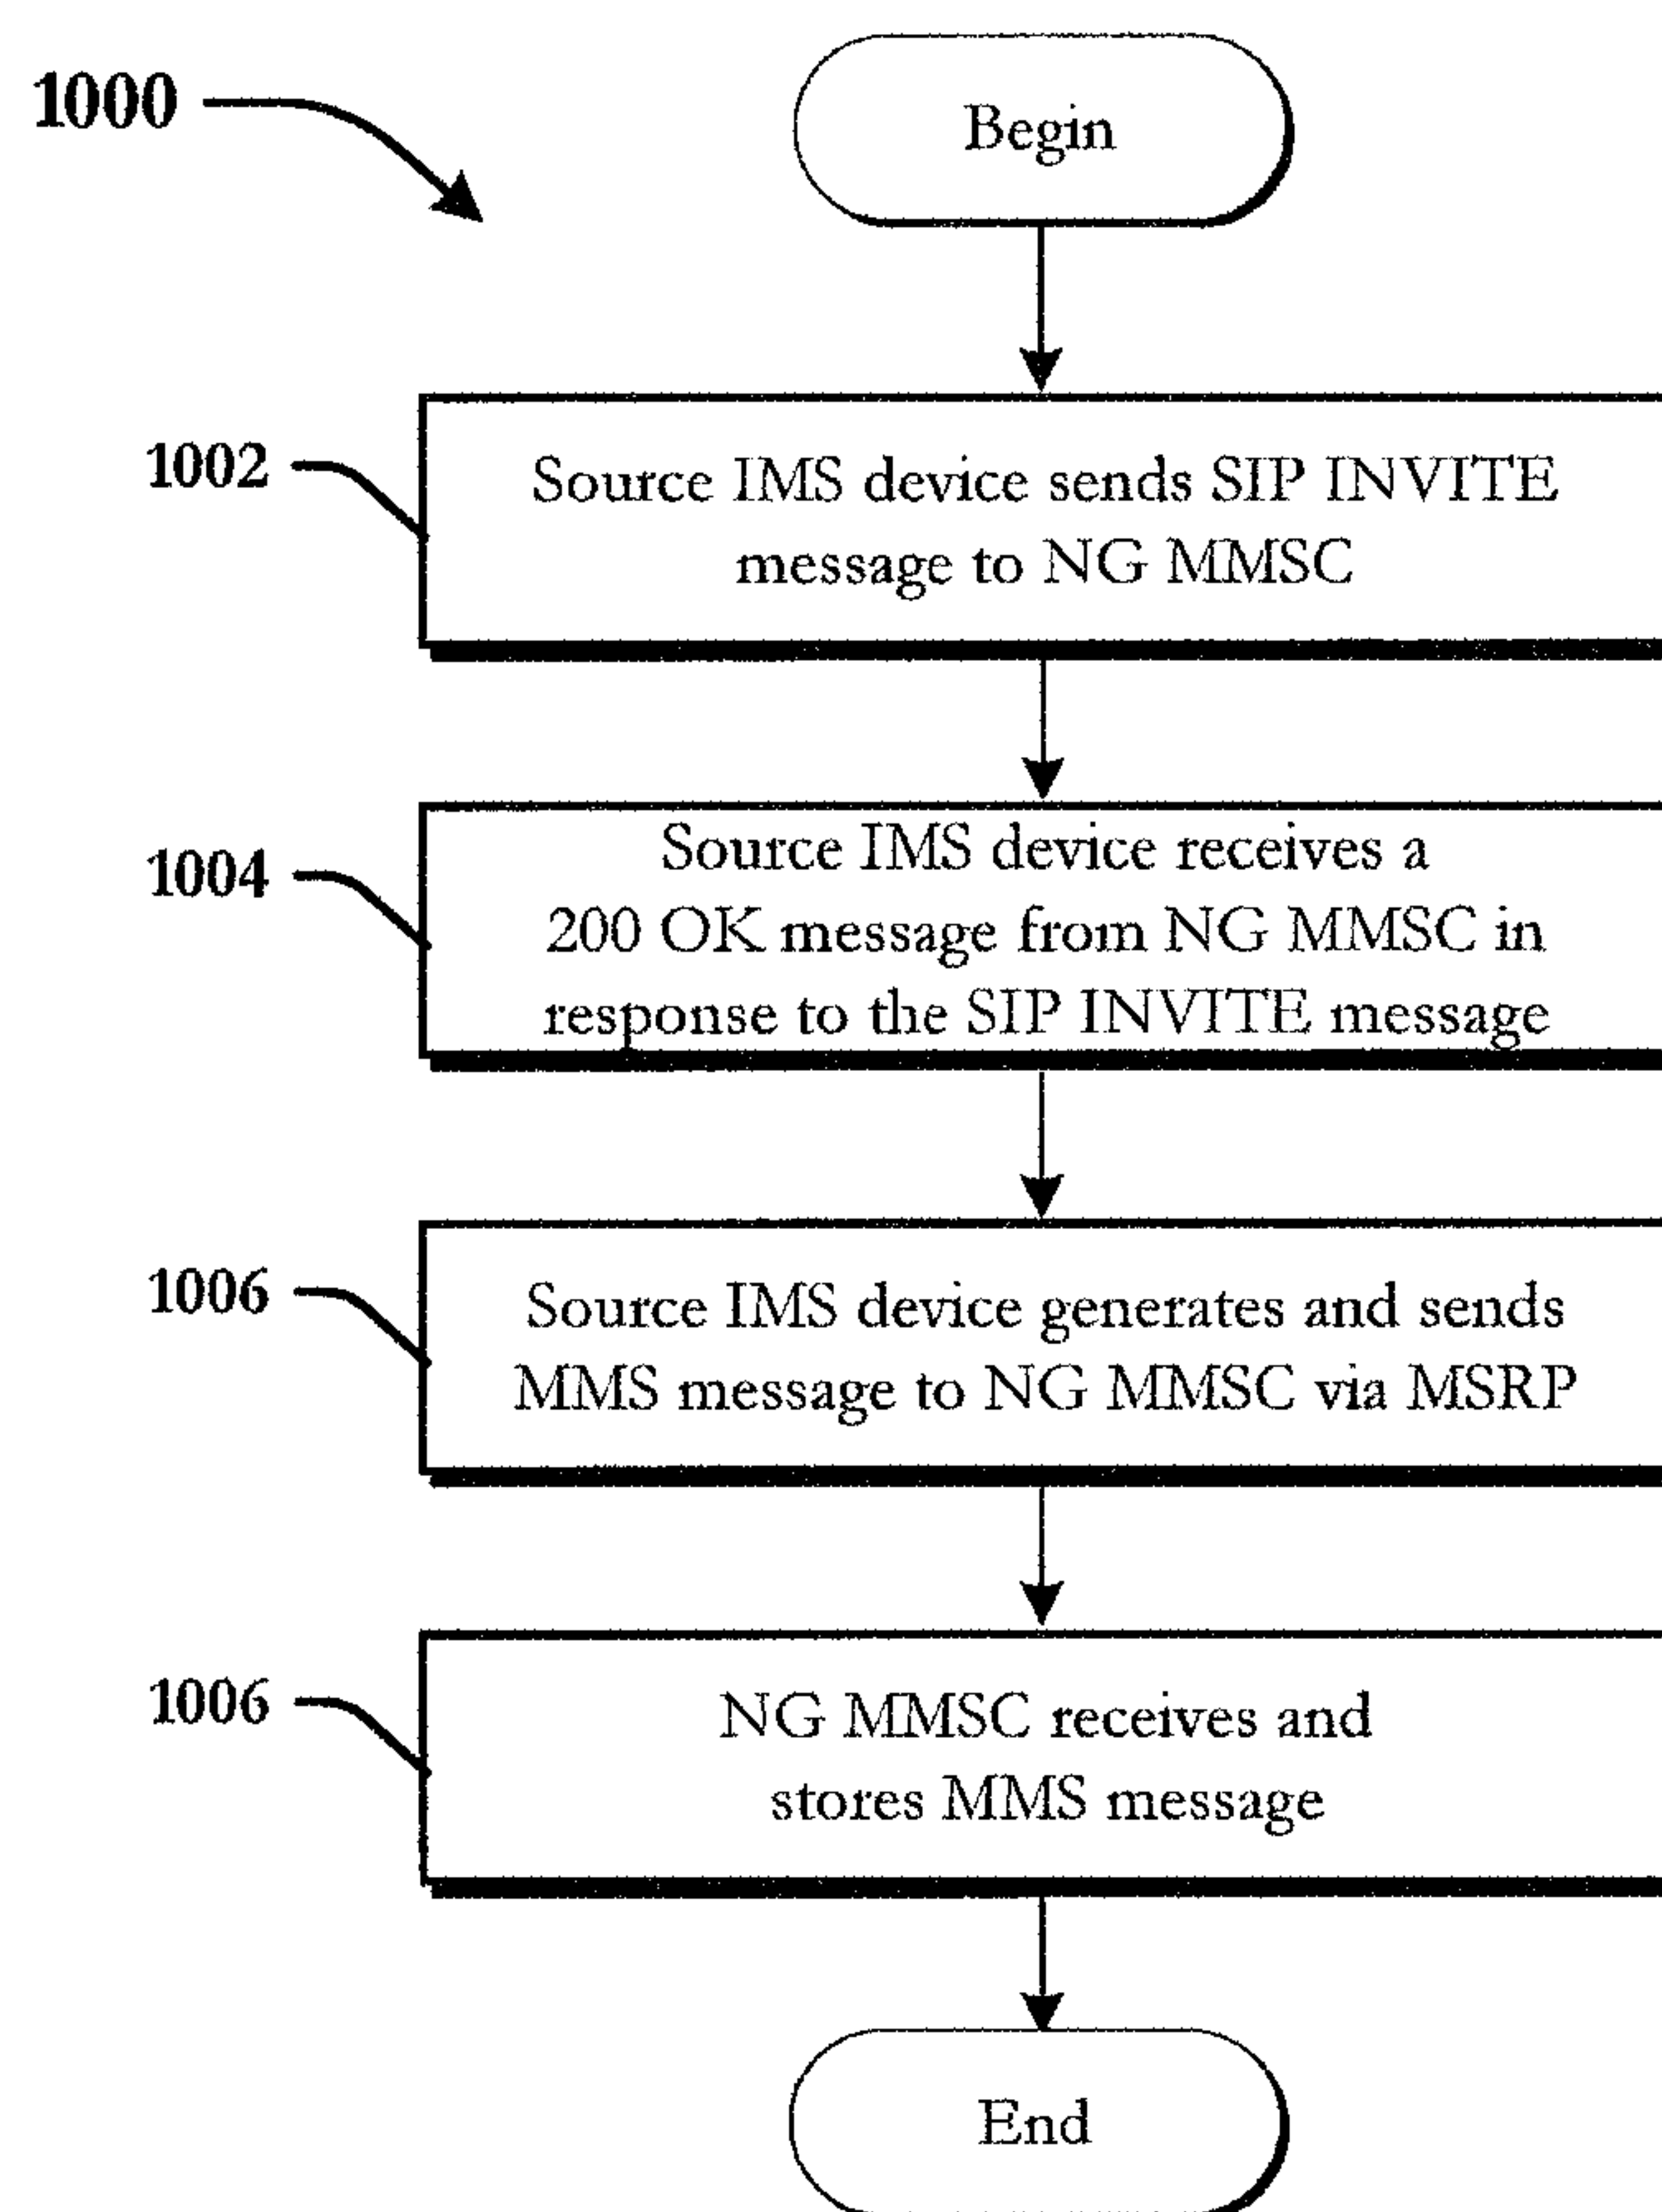 1000
Begin
1002
Source IMS device sends SIP INVITE
message to NG MMSC
1004
Source IMS device receives a
200 OK message from NG MMSC in
response to the SIP INVITE message
1006
Source IMS device generates and sends
MMS message to NG MMSC via MSRP
1006
NG MMSC receives and
stores MMS message
End